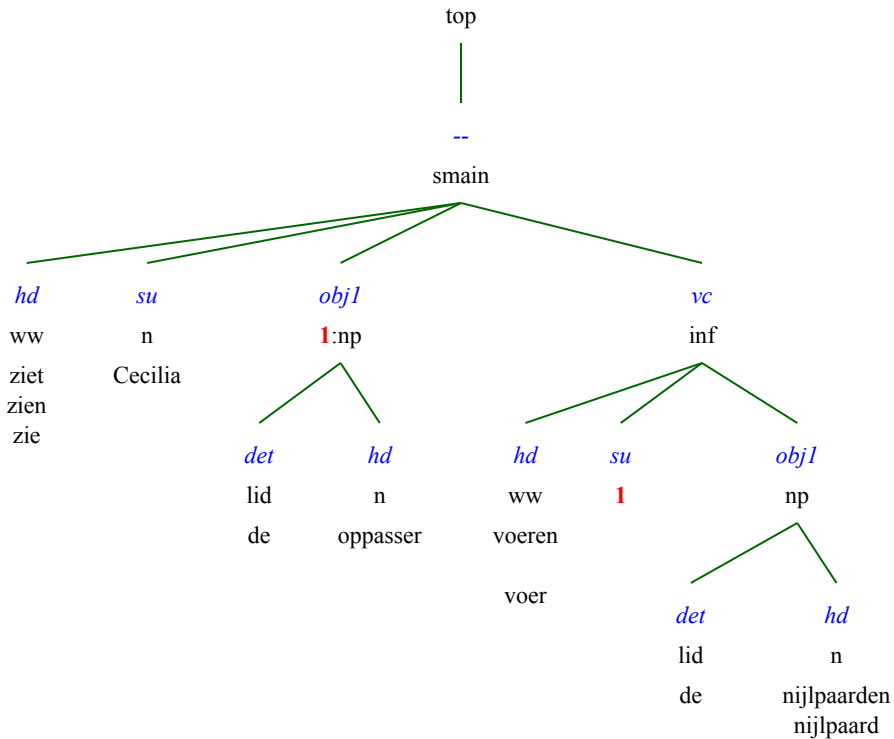 top
--
smain
hd su obj1 vc
ww n 1:np inf
ziet Cecilia
zien
zie
det hd hd su obj1
lid n ww 1 np
de oppasser voeren
voer
det hd
lid n
de nijlpaarden
nijlpaard